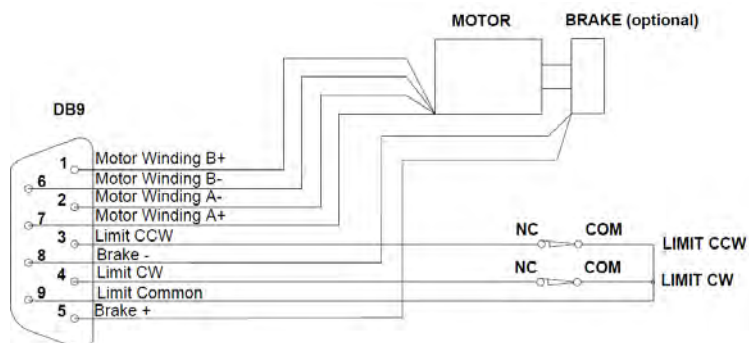 MOTOR
BRAKE (optional)
DB9
1 Motor Winding B+
6 Motor Winding B-
2 Motor Winding A-
7 Motor Winding A+
3 Limit CCW
NC COM
LIMIT CCW
8 Brake -
4 Limit CW
NC COM
LIMIT CW
9 Limit Common
5 Brake +